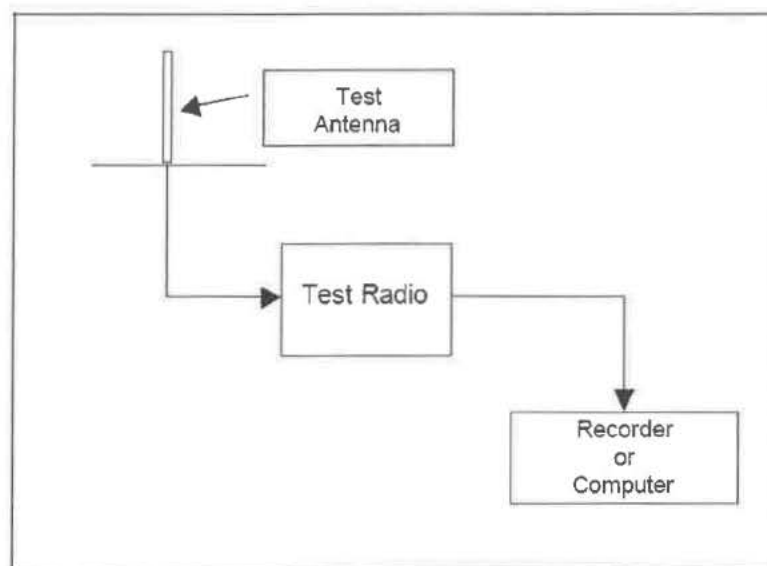 Test
Antenna
Test Radio
Recorder
or
Computer